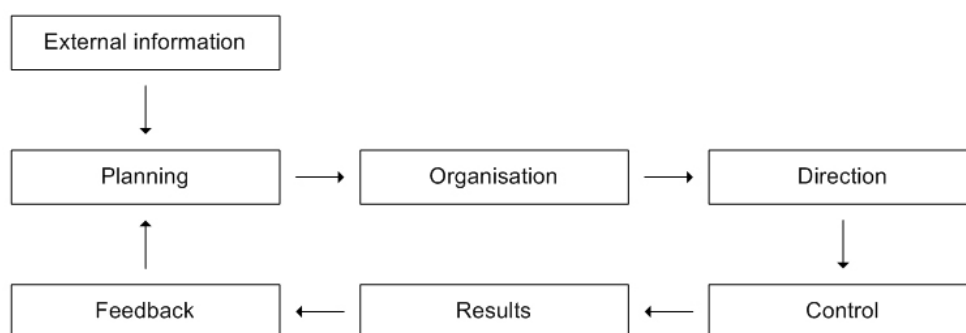 External information
Planning
Organisation
Direction
Feedback
Results
Control